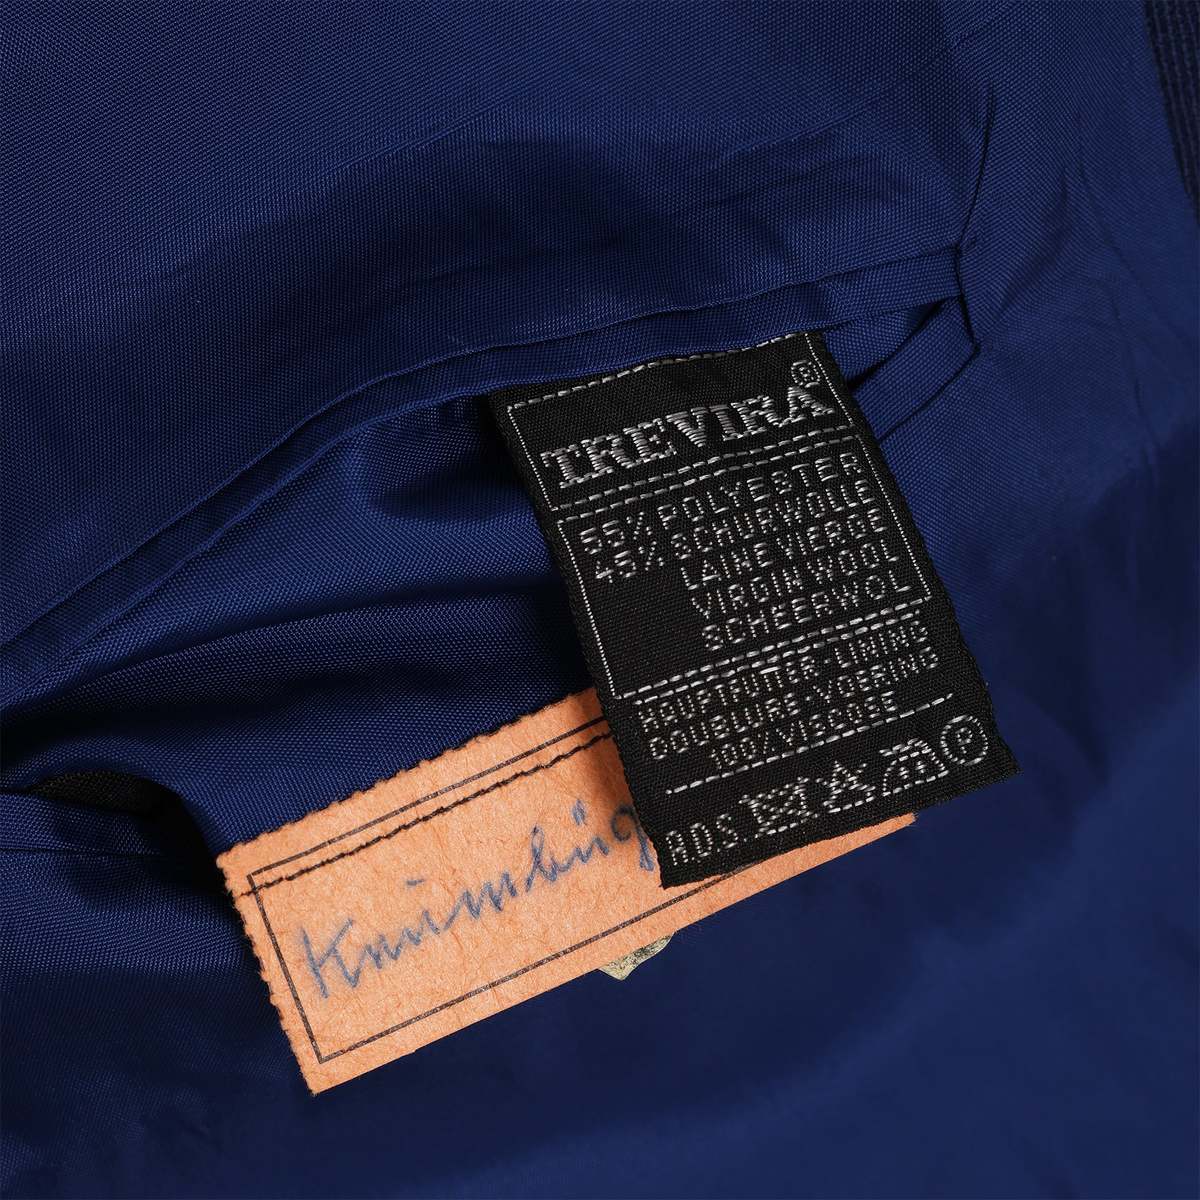 TREVIRA®
55% POLYESTER
45% SCHURWOLLE
LAINE VIERGE
VIRGIN WOOL
SCHEERWOL
HAUPTFUTTER-LINING
DOUBLURE-VOERING
100% VISCOSE
A.D.S.